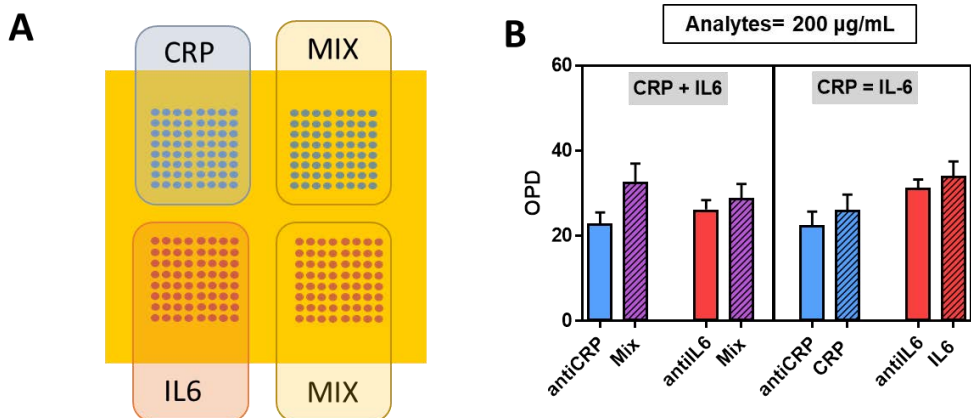 A
CRP
MIX
IL6
MIX
B
Analytes= 200 µg/mL
CRP + IL6
CRP = IL-6
OPD
60
40
20
0
antiCRP
Mix
antiIL6
Mix
antiCRP
CRP
antiIL6
IL6